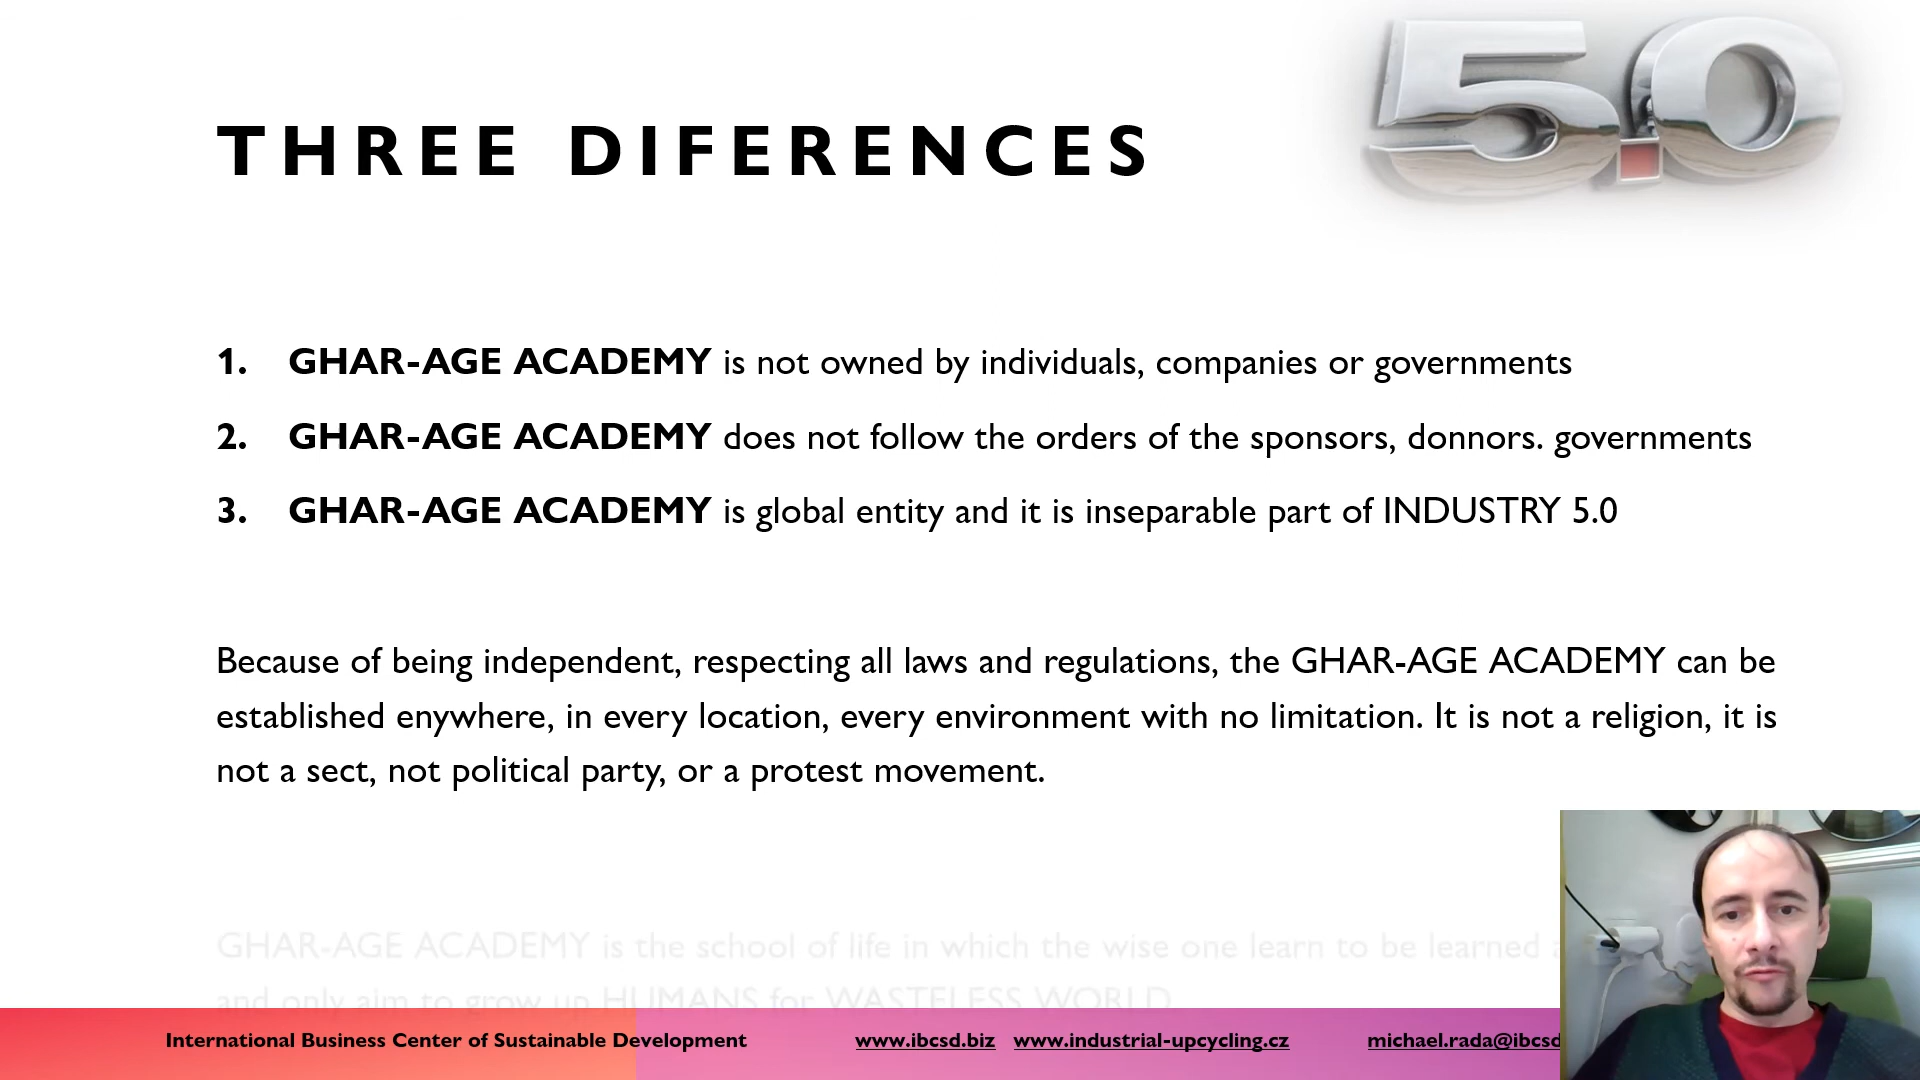 5.0
THREE DIFERENCES
1. GHAR-AGE ACADEMY is not owned by individuals, companies or governments
2. GHAR-AGE ACADEMY does not follow the orders of the sponsors, donnors. governments
3. GHAR-AGE ACADEMY is global entity and it is inseparable part of INDUSTRY 5.0
Because of being independent, respecting all laws and regulations, the GHAR-AGE ACADEMY can be
established enywhere, in every location, every environment with no limitation. It is not a religion, it is
not a sect, not political party, or a protest movement.
GHAR-AGE ACADEMY is the school of life in which the wise one learn to be learned
and only aim to grow up HUMANS for WASTELESS WORLD
International Business Center of Sustainable Development www.ibcsd.biz www.industrial-upcycling.cz michael.rada@ibcsd